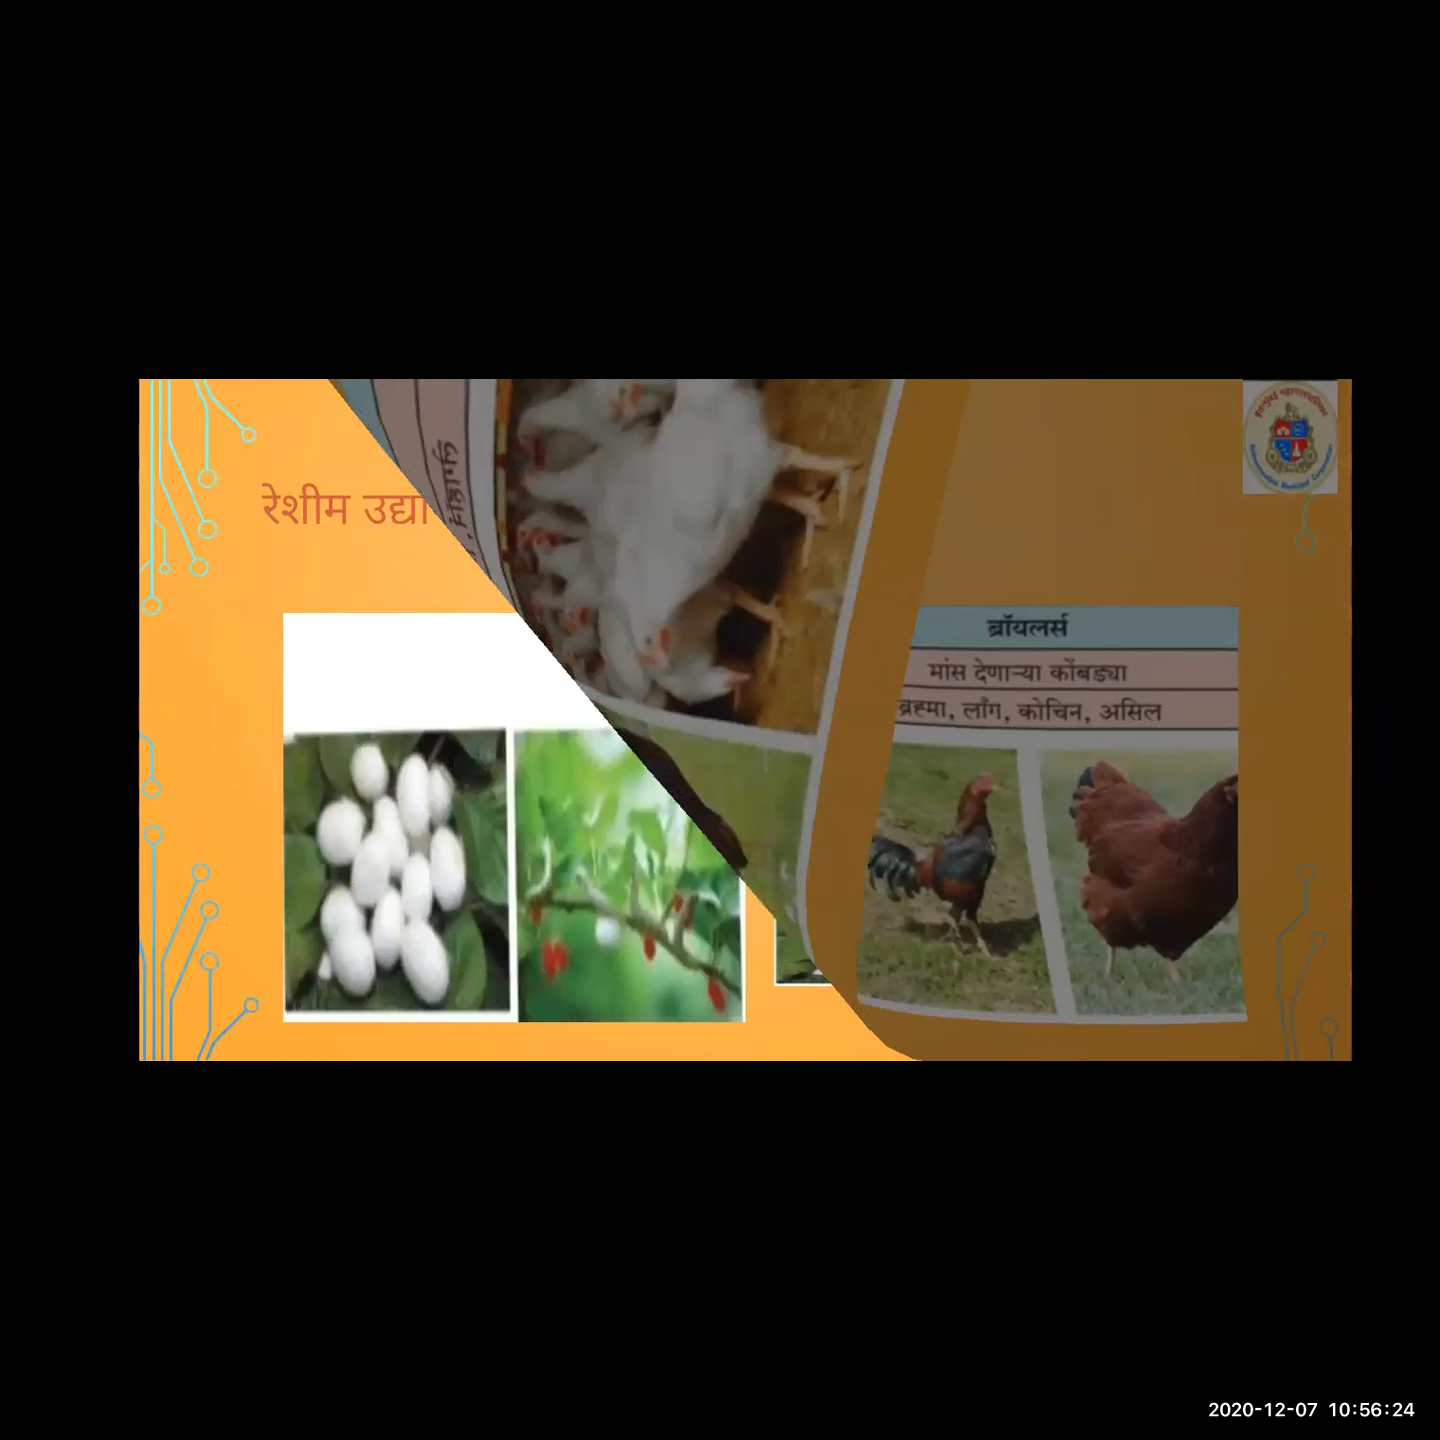 रेशीम उद्या
ब्रॉयलर्स
मांस देणाऱ्या कोंबड्या
ब्रह्मा, लाँग, कोचिन, असिल
2020-12-07 10:56:24